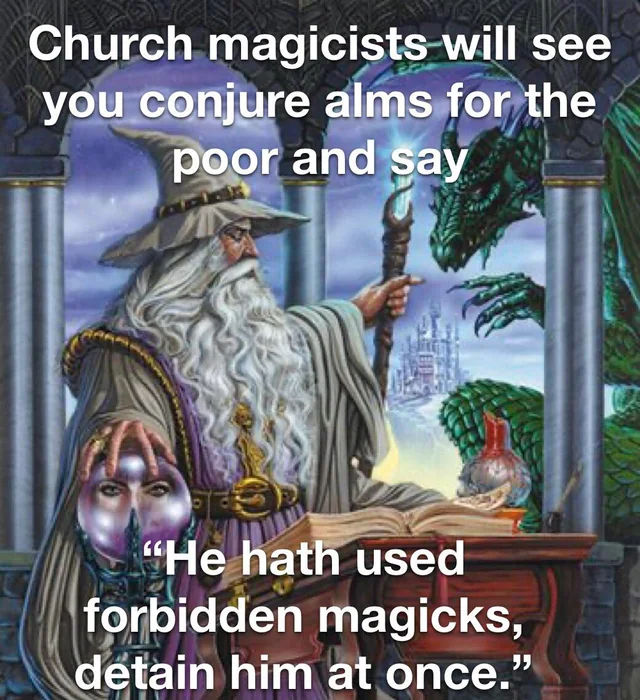 Church magicists will see
you conjure alms for the
poor and say
“He hath used
forbidden magicks,
detain him at once.”